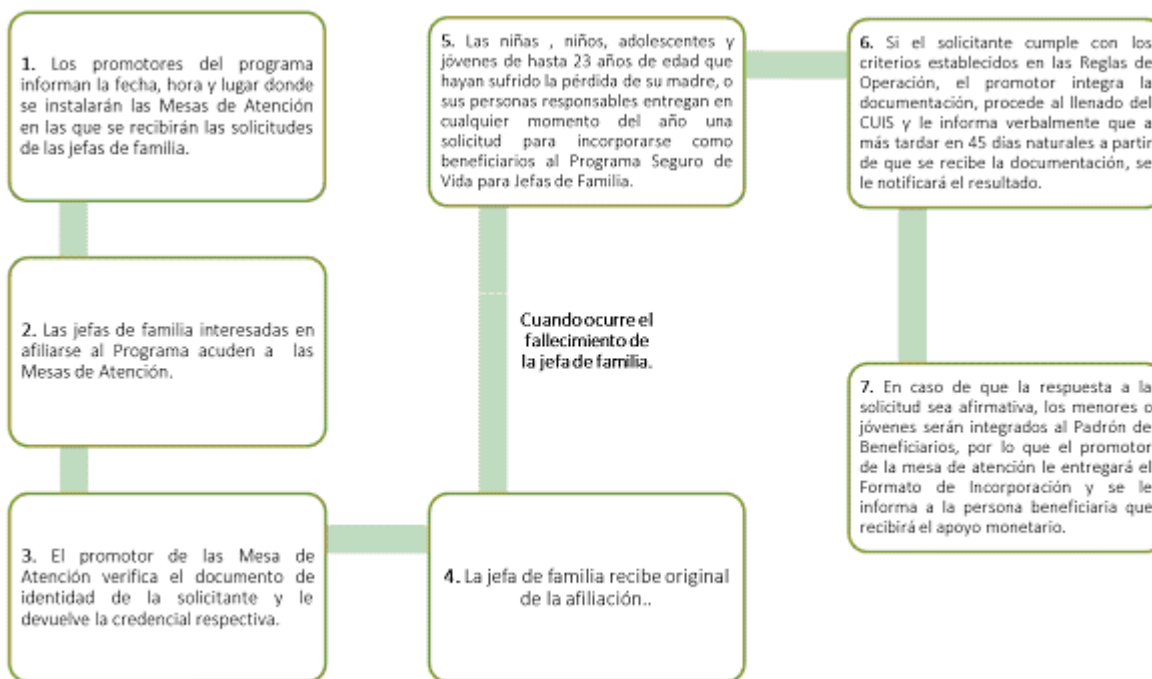 1. Los promotores del programa
informan la fecha, hora y lugar donde
se instalarán las Mesas de Atención
en las que se recibirán las solicitudes
de las jefas de familia.
2. Las jefas de familia interesadas en
afiliarse al Programa acuden a las
Mesas de Atención.
3. El promotor de las Mesa de
Atención verifica el documento de
identidad de la solicitante y le
devuelve la credencial respectiva.
4. La jefa de familia recibe original
de la afiliación..
Cuando ocurre el
fallecimiento de
la jefa de familia.
5. Las niñas , niños, adolescentes y
jóvenes de hasta 23 años de edad que
hayan sufrido la pérdida de su madre, o
sus personas responsables entregan en
cualquier momento del año una
solicitud para incorporarse como
beneficiarios al Programa Seguro de
Vida para Jefas de Familia.
6. Si el solicitante cumple con los
criterios establecidos en las Reglas de
Operación, el promotor integra la
documentación, procede al llenado del
CUIS y le informa verbalmente que a
más tardar en 45 dias naturales a partir
de que se recibe la documentación, se
le notificará el resultado.
7. En caso de que la respuesta a la
solicitud sea afirmativa, los menores o
jóvenes serán integrados al Padrón de
Beneficiarios, por lo que el promotor
de la mesa de atención le entregará el
Formato de Incorporación y se le
informa a la persona beneficiaria que
recibirá el apoyo monetario.